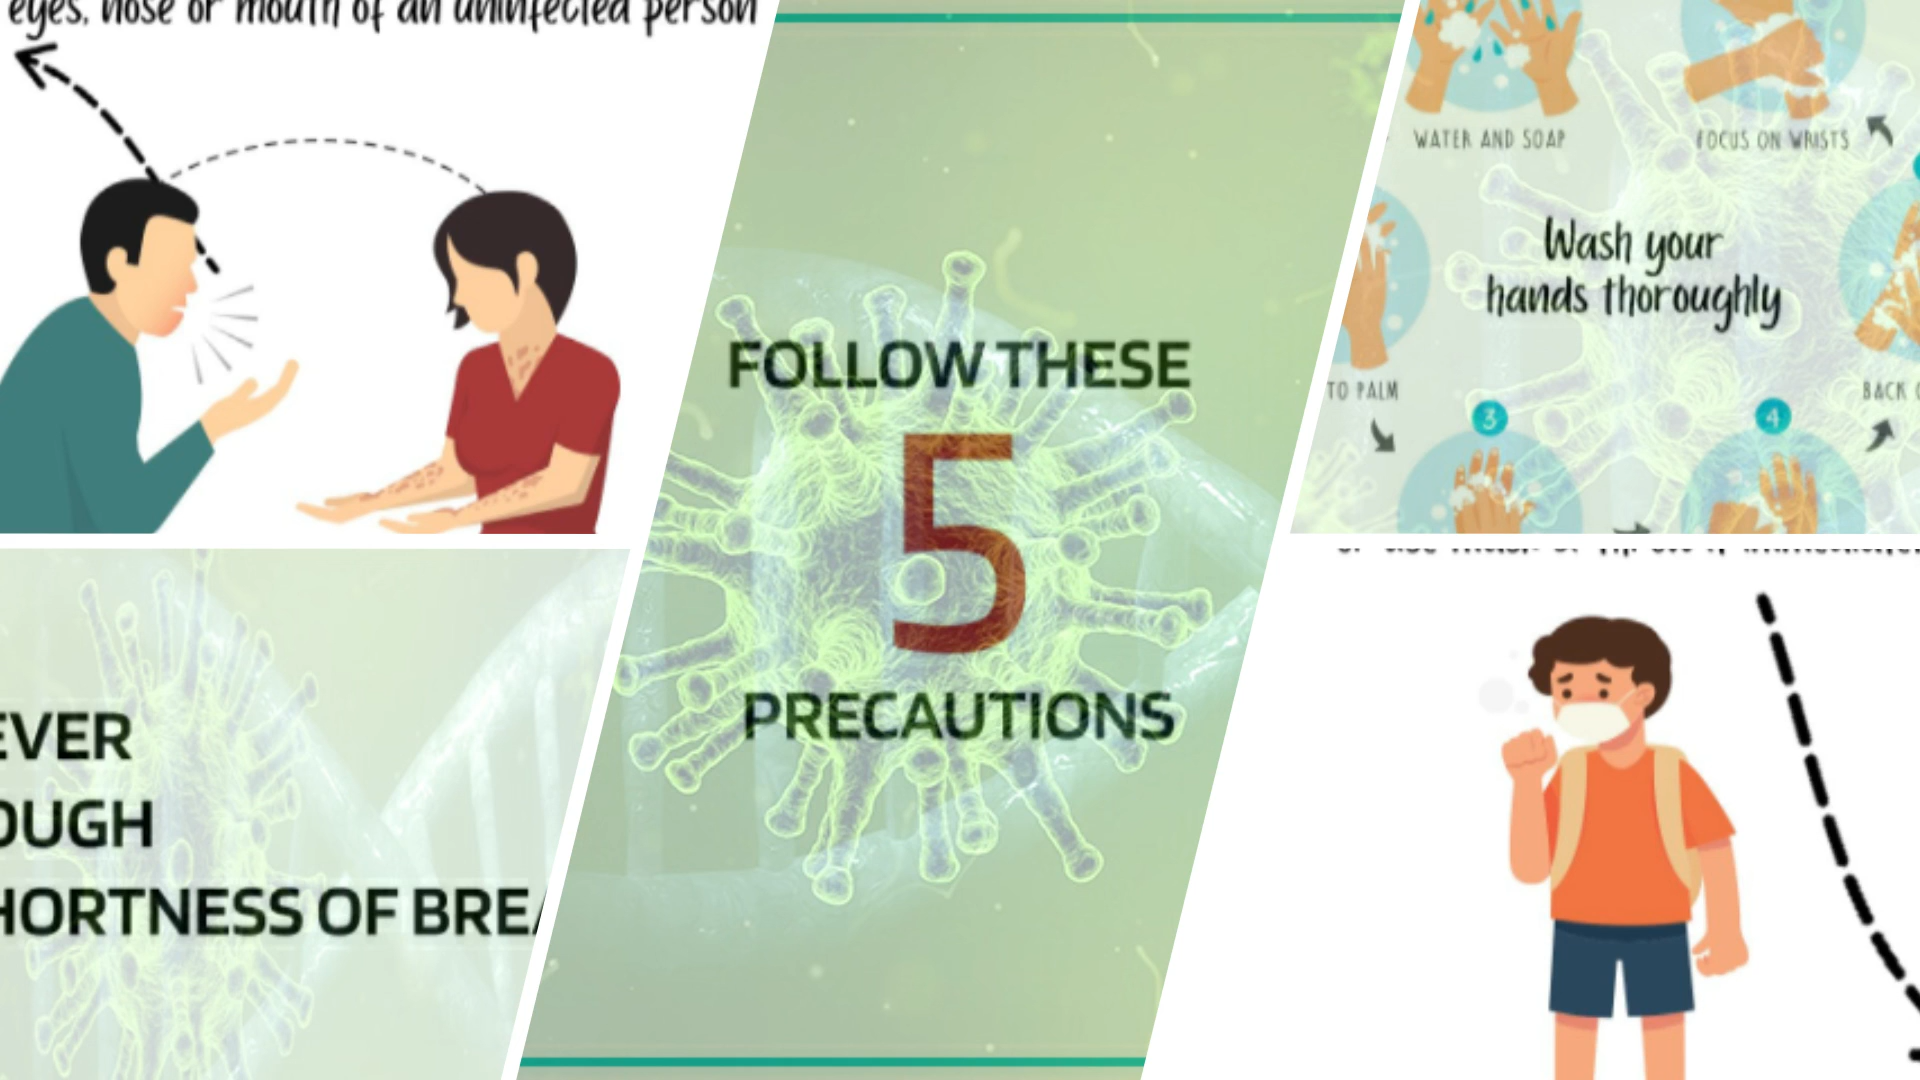 eyes, nose or mouth of an uninfected person
EVER
OUGH
HORTNESS OF BREA
FOLLOW THESE
5
PRECAUTIONS
WATER AND SOAP
FOCUS ON WRISTS
Wash your
hands thoroughly
TO PALM
BACK
3
4